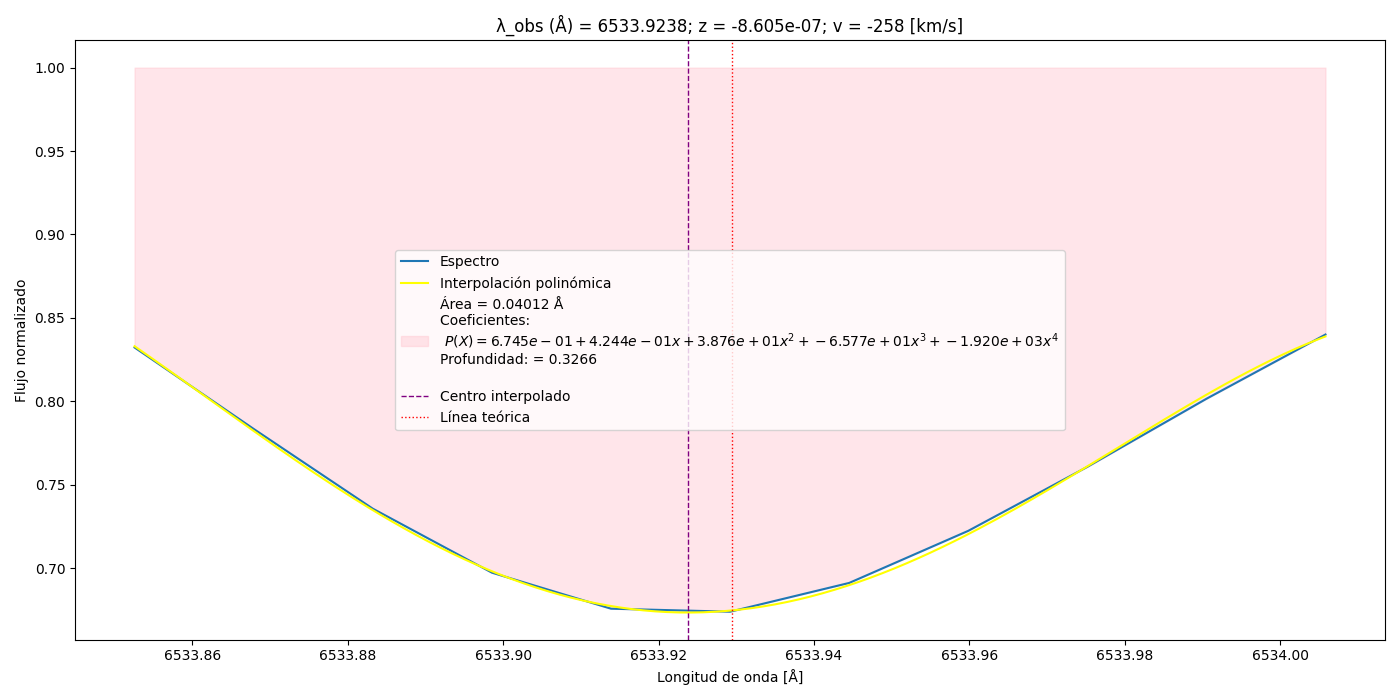 λ_obs (Å) = 6533.9238; z = -8.605e-07; v = -258 [km/s]
1.00
0.95
0.90
0.85
0.80
0.75
0.70
Flujo normalizado
Espectro
Interpolación polinómica
Área = 0.04012 Å
Coeficientes:
P(X) = 6.745e − 01 + 4.244e − 01x + 3.876e + 01x² + −6.577e + 01x³ + −1.920e + 03x⁴
Profundidad: = 0.3266
Centro interpolado
Línea teórica
6533.86 6533.88 6533.90 6533.92 6533.94 6533.96 6533.98 6534.00
Longitud de onda [Å]